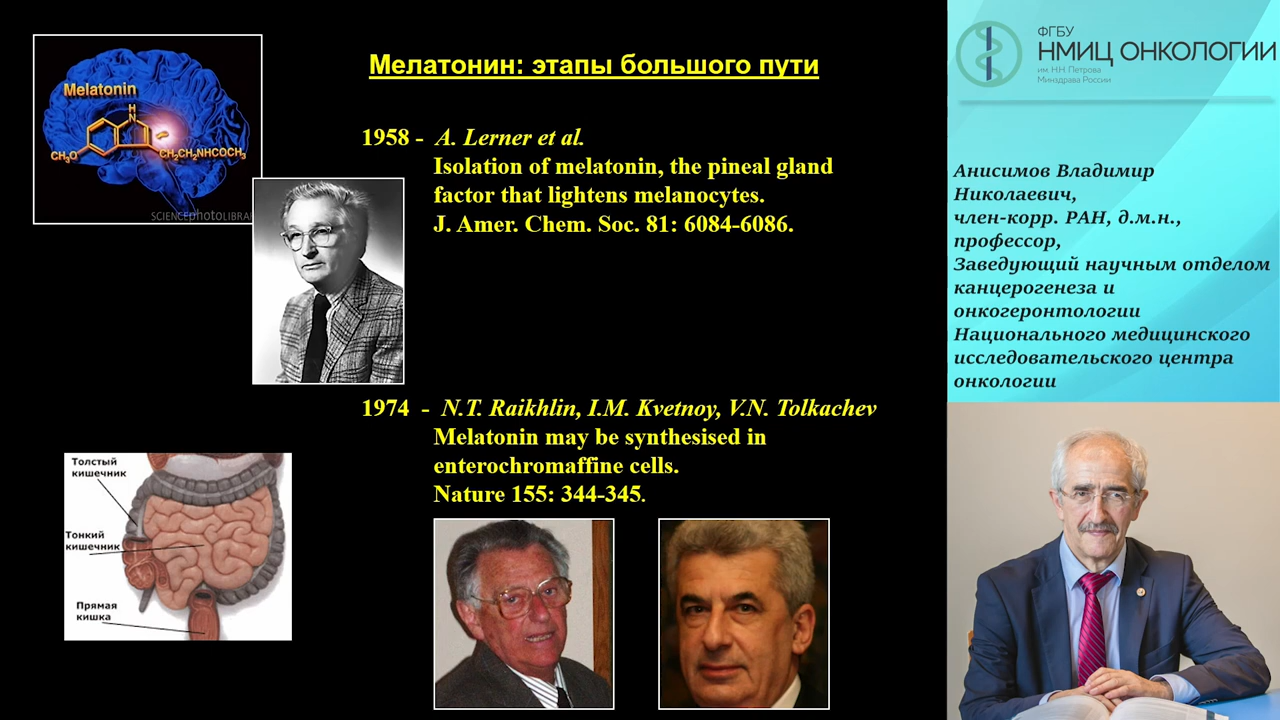 Мелатонин: этапы большого пути
Melatonin
H
N
CH₃O
CH₂CH₂NHCOCH₃
SCIENCEphotoLIBRA
1958 - A. Lerner et al.
Isolation of melatonin, the pineal gland
factor that lightens melanocytes.
J. Amer. Chem. Soc. 81: 6084-6086.
1974 - N.T. Raikhlin, I.M. Kvetnoy, V.N. Tolkachev
Melatonin may be synthesised in
enterochromaffine cells.
Nature 155: 344-345.
Толстый
кишечник
Тонкий
кишечник
Прямая
кишка
ФГБУ
НМИЦ ОНКОЛОГИИ
им. Н.Н. Петрова
Минздрава России
Анисимов Владимир
Николаевич,
член-корр. РАН, д.м.н.,
профессор,
Заведующий научным отделом
канцерогенеза и
онкогеронтологии
Национального медицинского
исследовательского центра
онкологии